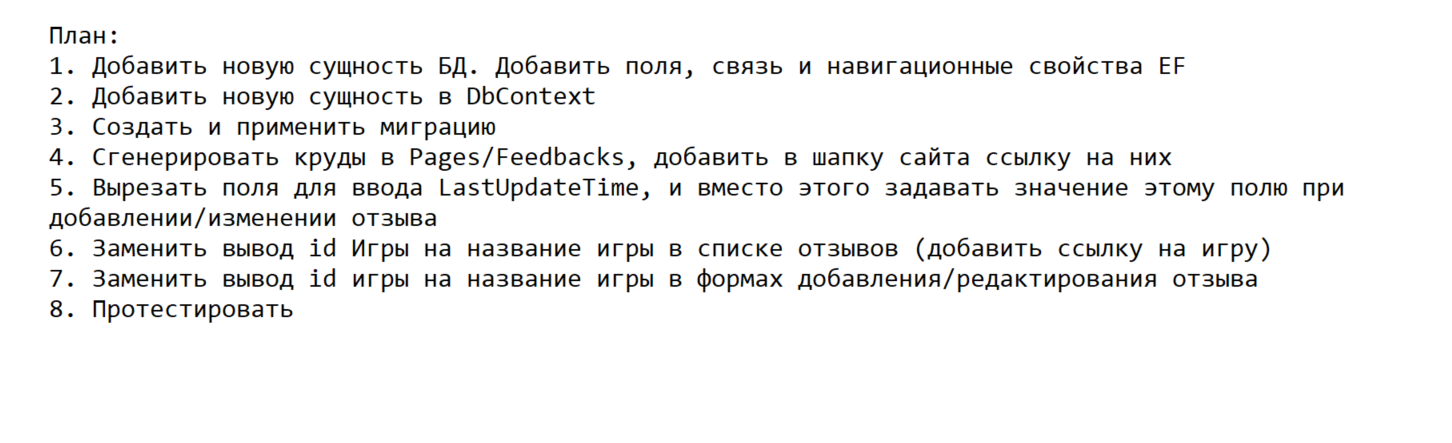 План:
1. Добавить новую сущность БД. Добавить поля, связь и навигационные свойства EF
2. Добавить новую сущность в DbContext
3. Создать и применить миграцию
4. Сгенерировать круды в Pages/Feedbacks, добавить в шапку сайта ссылку на них
5. Вырезать поля для ввода LastUpdateTime, и вместо этого задавать значение этому полю при
добавлении/изменении отзыва
6. Заменить вывод id Игры на название игры в списке отзывов (добавить ссылку на игру)
7. Заменить вывод id игры на название игры в формах добавления/редактирования отзыва
8. Протестировать